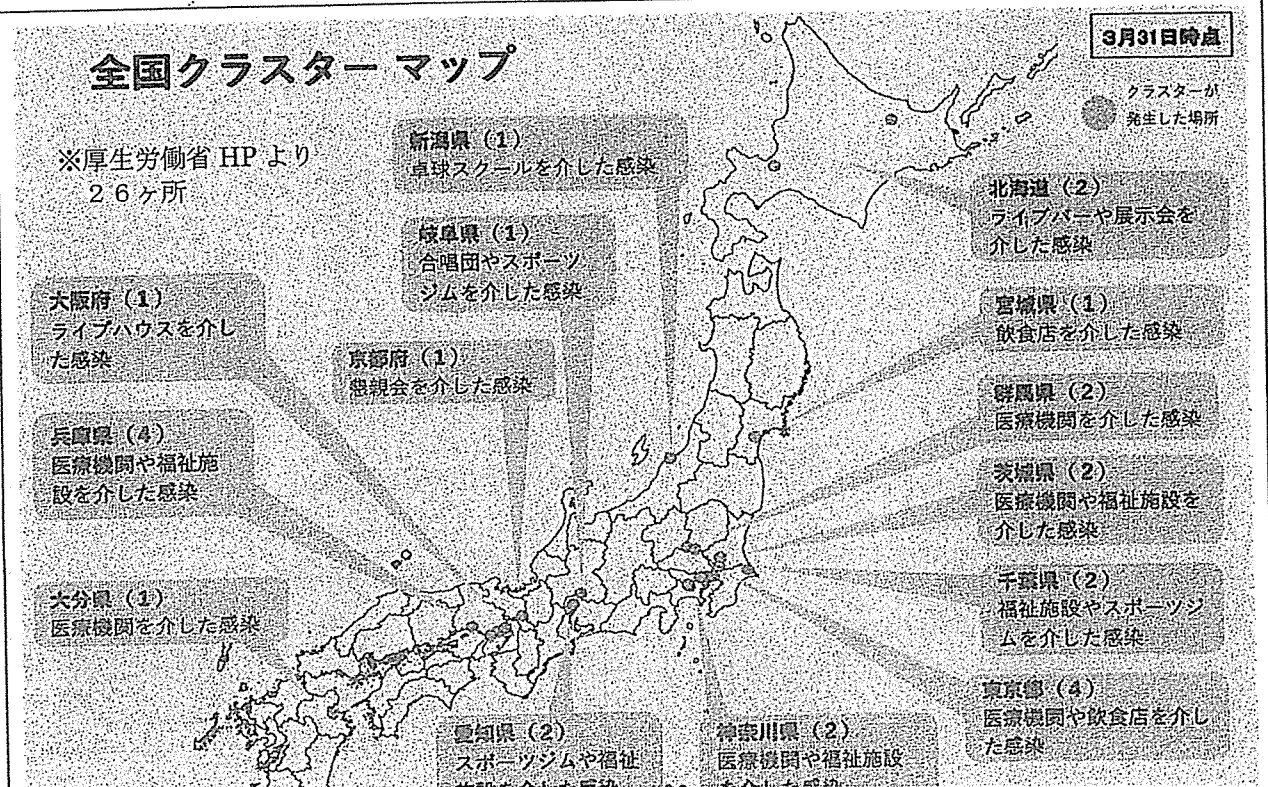 全国クラスター マップ
3月31日時点
クラスターが
発生した場所
※厚生労働省 HP より
26ヶ所
新潟県(1)
卓球スクールを介した感染
岐阜県(1)
合唱団やスポーツ
ジムを介した感染
大阪府(1)
ライブハウスを介し
た感染
京都府(1)
懇親会を介した感染
兵庫県(4)
医療機関や福祉施
設を介した感染
大分県(1)
医療機関を介した感染
北海道(2)
ライブバーや展示会を
介した感染
宮城県(1)
飲食店を介した感染
群馬県(2)
医療機関を介した感染
茨城県(2)
医療機関や福祉施設を
介した感染
千葉県(2)
福祉施設やスポーツジ
ムを介した感染
東京都(4)
医療機関や飲食店を介し
た感染
愛知県(2)
スポーツジムや福祉
施設を介した感染
神奈川県(2)
医療機関や福祉施設
を介した感染